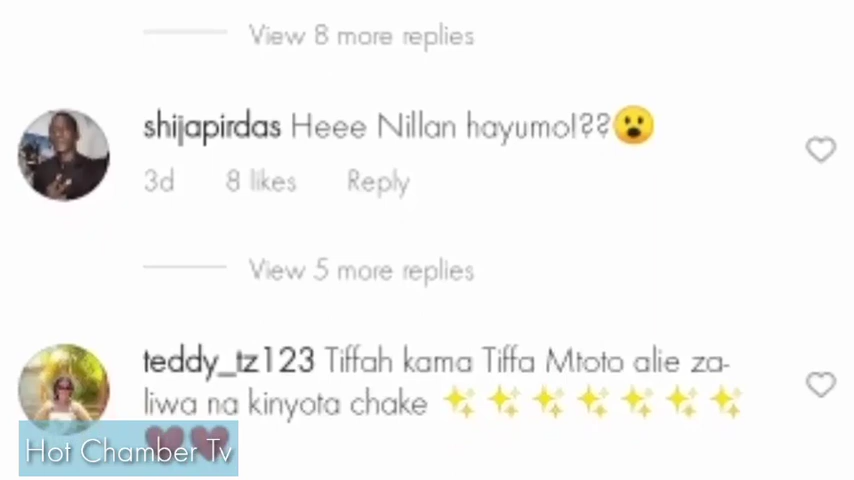 View 8 more replies
shijapirdas Heee Nillan hayumo!??😮
3d 8 likes Reply
View 5 more replies
teddy_tz123 Tiffah kama Tiffa Mtoto alie za-
liwa na kinyota chake ✨✨✨✨✨✨✨
Hot Chamber Tv